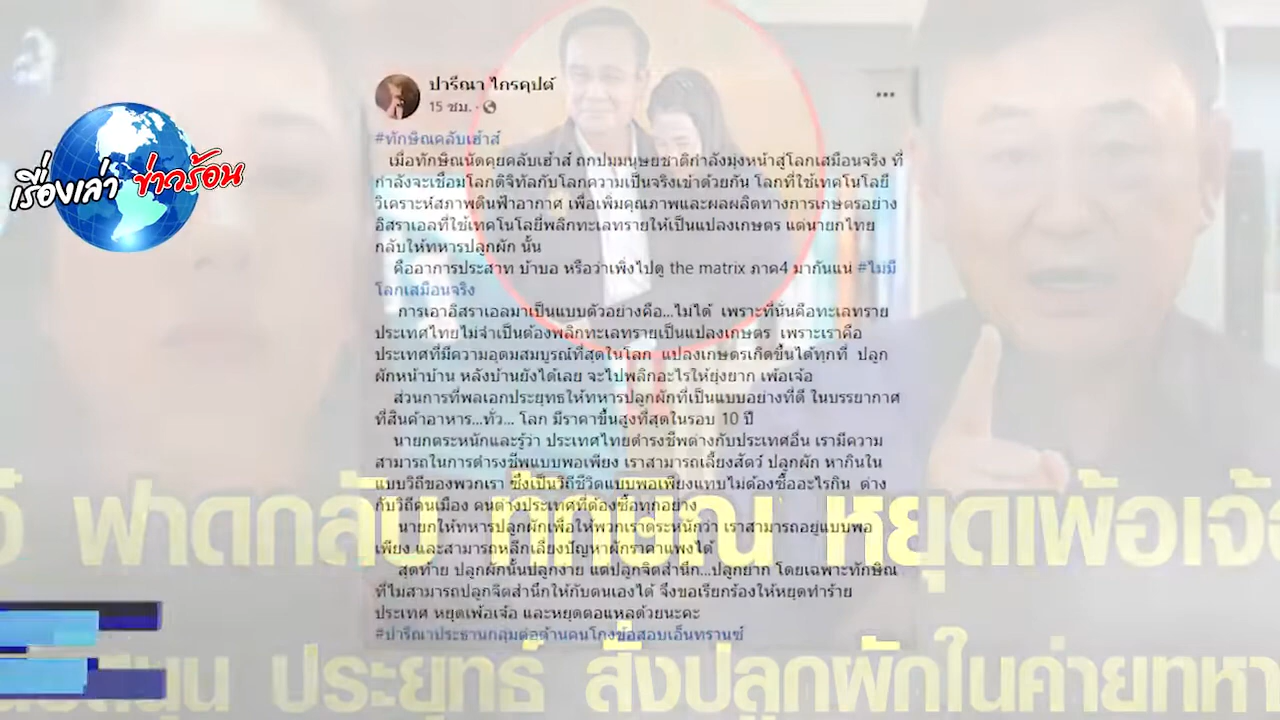 เรื่องเล่า ข่าวร้อน
ปารีณา ไกรคุปต์
15 ชม.
#ทักษิณคลับเฮ้าส์
เมื่อทักษิณนัดคุยคลับเฮ้าส์ ถกปมมนุษยชาติกำลังมุ่งหน้าสู่โลกเสมือนจริง ที่
กำลังจะเชื่อมโลกดิจิทัลกับโลกความเป็นจริงเข้าด้วยกัน โลกที่ใช้เทคโนโลยี
วิเคราะห์สภาพดินฟ้าอากาศ เพื่อเพิ่มคุณภาพและผลผลิตทางการเกษตรอย่าง
อิสราเอลที่ใช้เทคโนโลยีพลิกทะเลทรายให้เป็นแปลงเกษตร แต่นายกไทย
กลับให้ทหารปลูกผัก นั้น
คืออาการประสาท บ้าบอ หรือว่าเพิ่งไปดู the matrix ภาค4 มากันแน่ #ไม่มี
โลกเสมือนจริง
การเอาอิสราเอลมาเป็นแบบตัวอย่างคือ...ไม่ได้ เพราะที่นั่นคือทะเลทราย
ประเทศไทยไม่จำเป็นต้องพลิกทะเลทรายเป็นแปลงเกษตร เพราะเราคือ
ประเทศที่มีความอุดมสมบูรณ์ที่สุดในโลก แปลงเกษตรเกิดขึ้นได้ทุกที่ ปลูก
ผักหน้าบ้าน หลังบ้านยังได้เลย จะไปพลิกอะไรให้ยุ่งยาก เพ้อเจ้อ
ส่วนการที่พลเอกประยุทธให้ทหารปลูกผักที่เป็นแบบอย่างที่ดี ในบรรยากาศ
ที่สินค้าอาหาร...ทั่ว... โลก มีราคาขึ้นสูงที่สุดในรอบ 10 ปี
นายกตระหนักและรู้ว่า ประเทศไทยดำรงชีพต่างกับประเทศอื่น เรามีความ
สามารถในการดำรงชีพแบบพอเพียง เราสามารถเลี้ยงสัตว์ ปลูกผัก หากินใน
แบบวิถีของพวกเรา ซึ่งเป็นวิถีชีวิตแบบพอเพียงแทบไม่ต้องซื้ออะไรกิน ต่าง
กับวิถีคนเมือง คนต่างประเทศที่ต้องซื้อทุกอย่าง
นายกให้ทหารปลูกผักเพื่อให้พวกเราตระหนักว่า เราสามารถอยู่แบบพอ
เพียง และสามารถหลีกเลี่ยงปัญหาผักราคาแพงได้
สุดท้าย ปลูกผักนั้นปลูกง่าย แต่ปลูกจิตสำนึก...ปลูกยาก โดยเฉพาะทักษิณ
ที่ไม่สามารถปลูกจิตสำนึกให้กับตนเองได้ จึงขอเรียกร้องให้หยุดทำร้าย
ประเทศ หยุดเพ้อเจ้อ และหยุดตอแหลด้วยนะคะ
#ปารีณาประธานกลุ่มต่อต้านคนโกงข้อสอบเอ็นทรานซ์
ฟาดกลับ ทักษิณ หยุดเพ้อเจ้อ
ประยุทธ์ สั่งปลูกผักในค่ายทหา